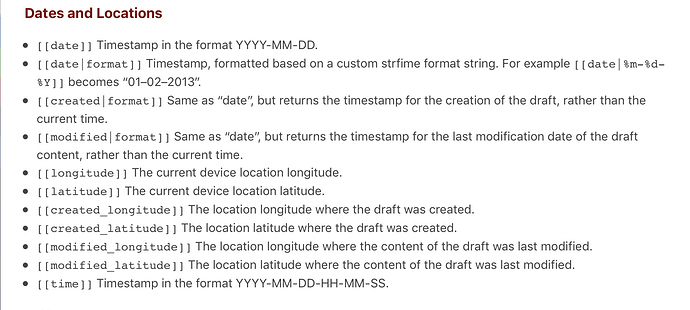 Dates and Locations
• [[date]] Timestamp in the format YYYY-MM-DD.
• [[date|format]] Timestamp, formatted based on a custom strfime format string. For example [[date|%m-%d-
%Y]] becomes “01–02–2013”.
• [[created|format]] Same as “date”, but returns the timestamp for the creation of the draft, rather than the
current time.
• [[modified|format]] Same as “date”, but returns the timestamp for the last modification date of the draft
content, rather than the current time.
• [[longitude]] The current device location longitude.
• [[latitude]] The current device location latitude.
• [[created_longitude]] The location longitude where the draft was created.
• [[created_latitude]] The location latitude where the draft was created.
• [[modified_longitude]] The location longitude where the content of the draft was last modified.
• [[modified_latitude]] The location latitude where the content of the draft was last modified.
• [[time]] Timestamp in the format YYYY-MM-DD-HH-MM-SS.